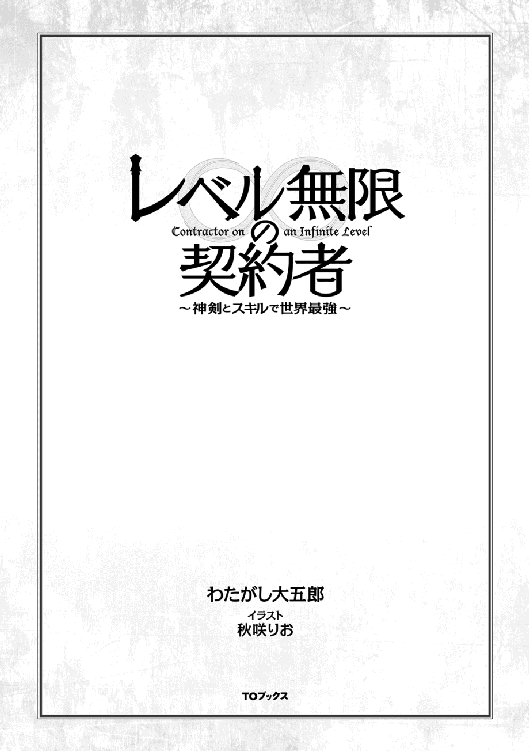 レベル無限
Contractor on an Infinite Level
の
契約者
～神剣とスキルで世界最強～
わたがし大五郎
イラスト
秋咲りお
TOブックス